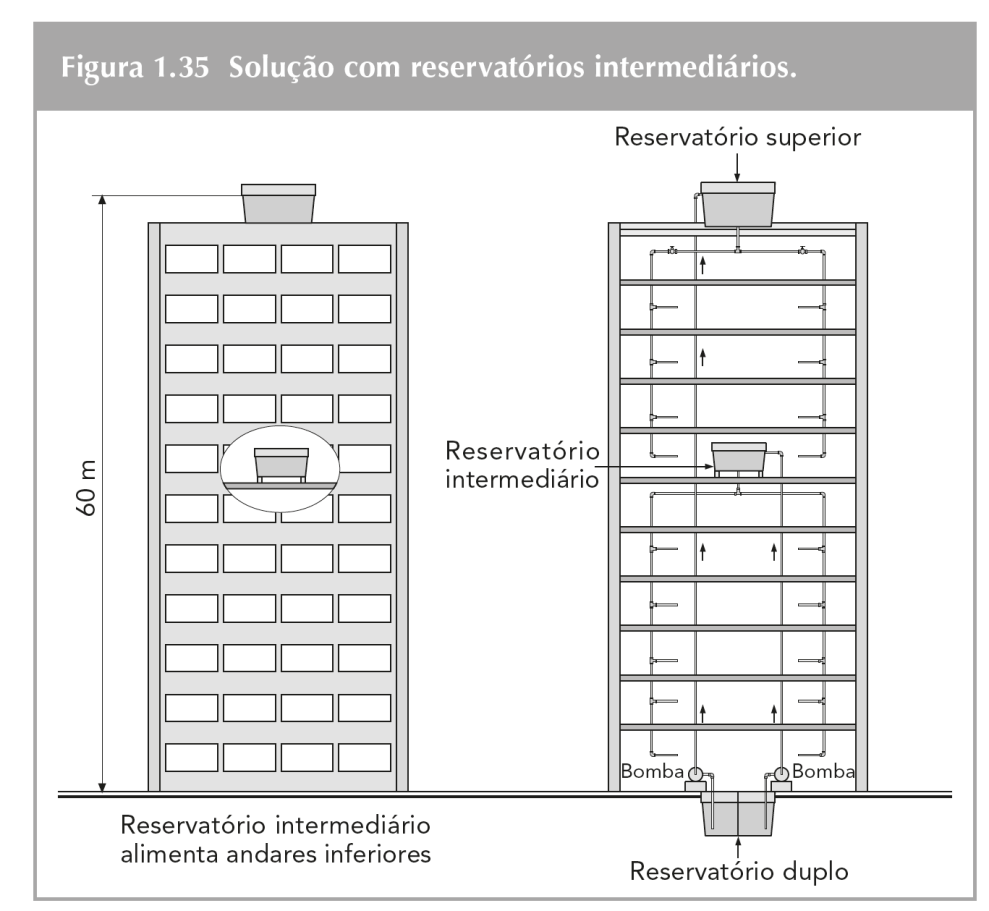 Figura 1.35 Solução com reservatórios intermediários.
Reservatório superior
60 m
Reservatório
intermediário
Bomba
Bomba
Reservatório intermediário
alimenta andares inferiores
Reservatório duplo